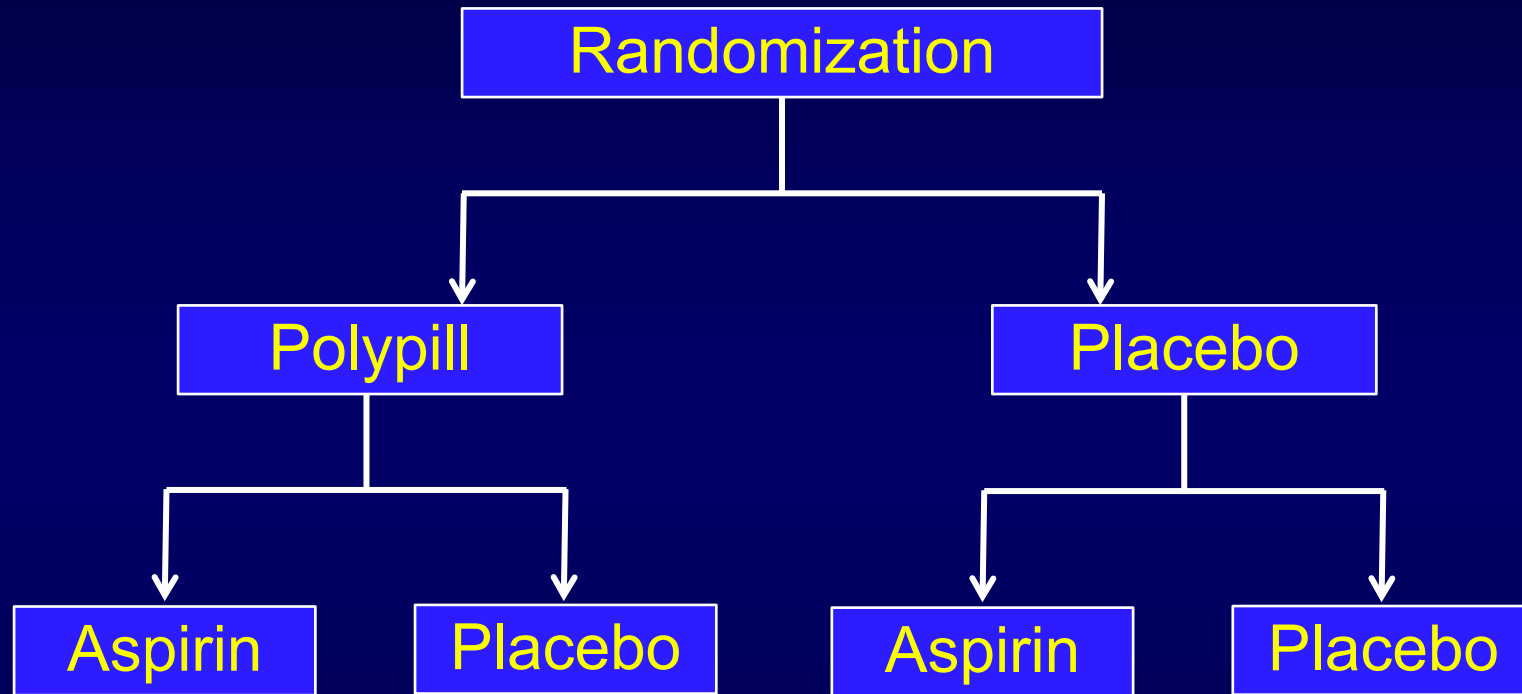 Randomization
Polypill
Placebo
Aspirin
Placebo
Aspirin
Placebo